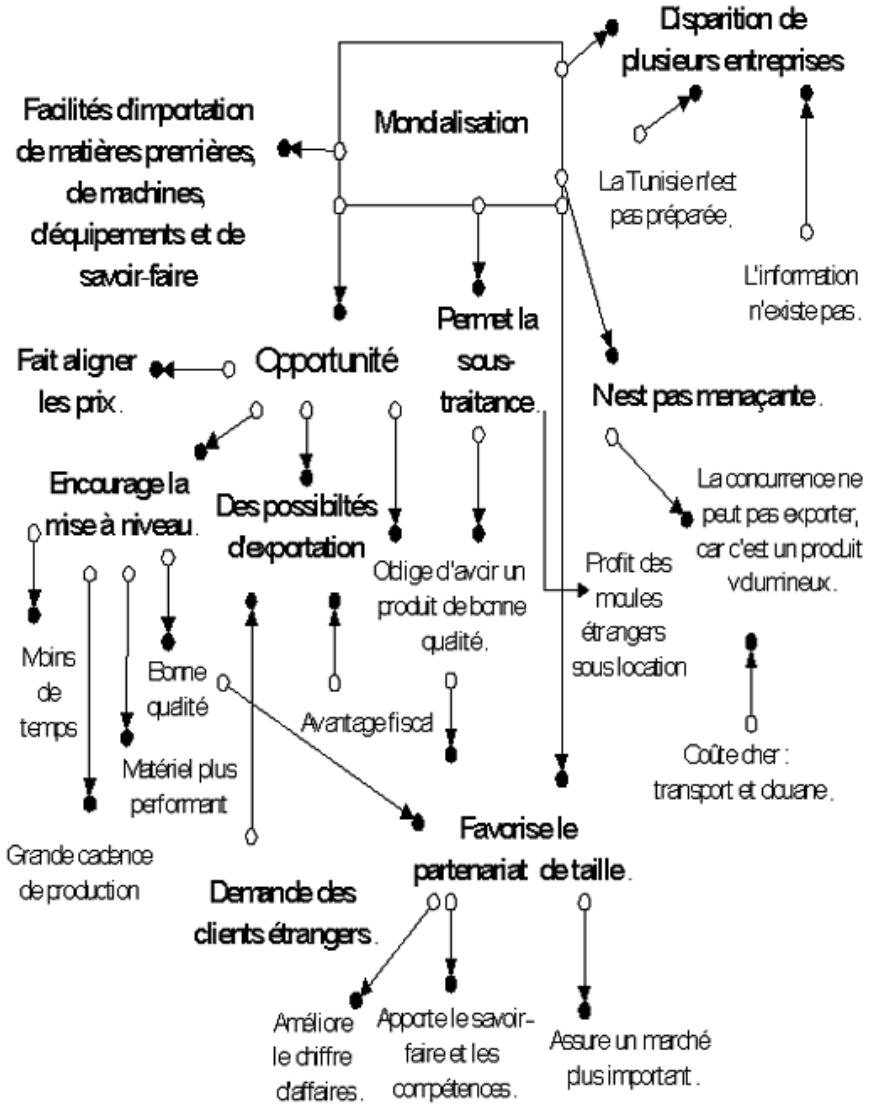 Disparition de
plusieurs entreprises
Mondialisation
Facilités d'importation
de matières premières,
de machines,
d'équipements et de
savoir-faire
La Tunisie n'est
pas préparée.
L'information
n'existe pas.
Permet la
sous-
traitance.
Opportunité
Fait aligner
les prix.
N'est pas menaçante.
Encourage la
mise à niveau.
Des possibiltés
d'exportation
La concurrence ne
peut pas exporter,
car c'est un produit
volumineux.
Oblige d'avoir un
produit de bonne
qualité.
Profit des
moules
étrangers
sous location
Moins
de
temps
Bonne
qualité
Avantage fiscal
Matériel plus
performant
Coûte cher :
transport et douane.
Grande cadence
de production
Favorise le
partenariat de taille.
Demande des
clients étrangers.
Améliore
le chiffre
d'affaires.
Apporte le savoir-
faire et les
compétences.
Assure un marché
plus important.